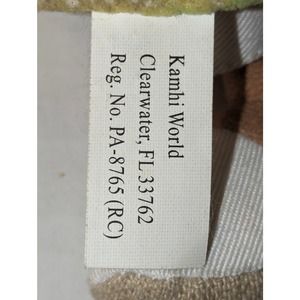 Kamhi World
Clearwater, FL 33762
Reg. No. PA-8765 (RC)